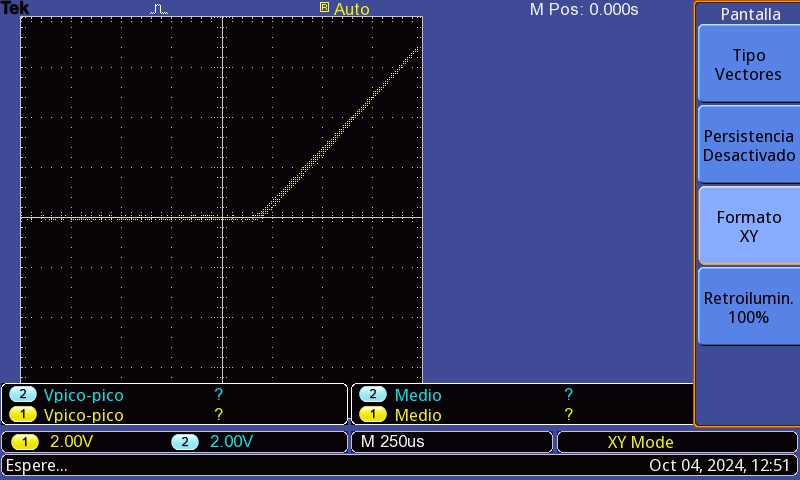 Tek
R Auto
M Pos: 0.000s
Pantalla
Tipo
Vectores
Persistencia
Desactivado
Formato
XY
Retroilumin.
100%
2 Vpico-pico ?
1 Vpico-pico ?
2 Medio ?
1 Medio ?
1 2.00V 2 2.00V
M 250us
XY Mode
Espere...
Oct 04, 2024, 12:51